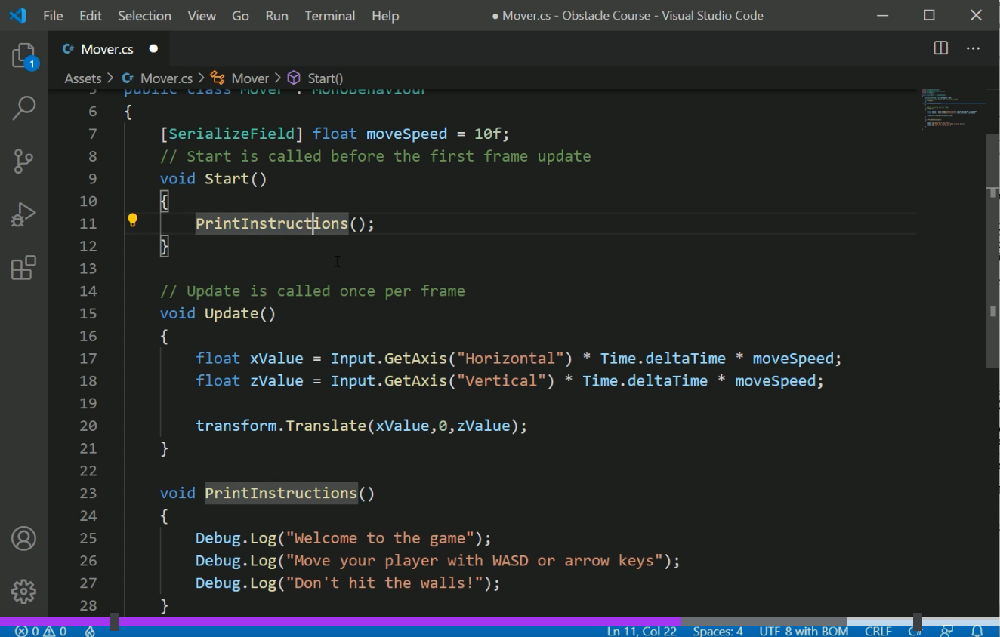 File Edit Selection View Go Run Terminal Help ● Mover.cs - Obstacle Course - Visual Studio Code
1
C# Mover.cs ●
Assets > C# Mover.cs > Mover > Start()
5 public class Mover : MonoBehaviour
6 {
7 [SerializeField] float moveSpeed = 10f;
8 // Start is called before the first frame update
9 void Start()
10 {
11 PrintInstructions();
12 }
13
14 // Update is called once per frame
15 void Update()
16 {
17 float xValue = Input.GetAxis("Horizontal") * Time.deltaTime * moveSpeed;
18 float zValue = Input.GetAxis("Vertical") * Time.deltaTime * moveSpeed;
19
20 transform.Translate(xValue,0,zValue);
21 }
22
23 void PrintInstructions()
24 {
25 Debug.Log("Welcome to the game");
26 Debug.Log("Move your player with WASD or arrow keys");
27 Debug.Log("Don't hit the walls!");
28 }
0 0 Ln 11, Col 22 Spaces: 4 UTF-8 with BOM CRLF C#